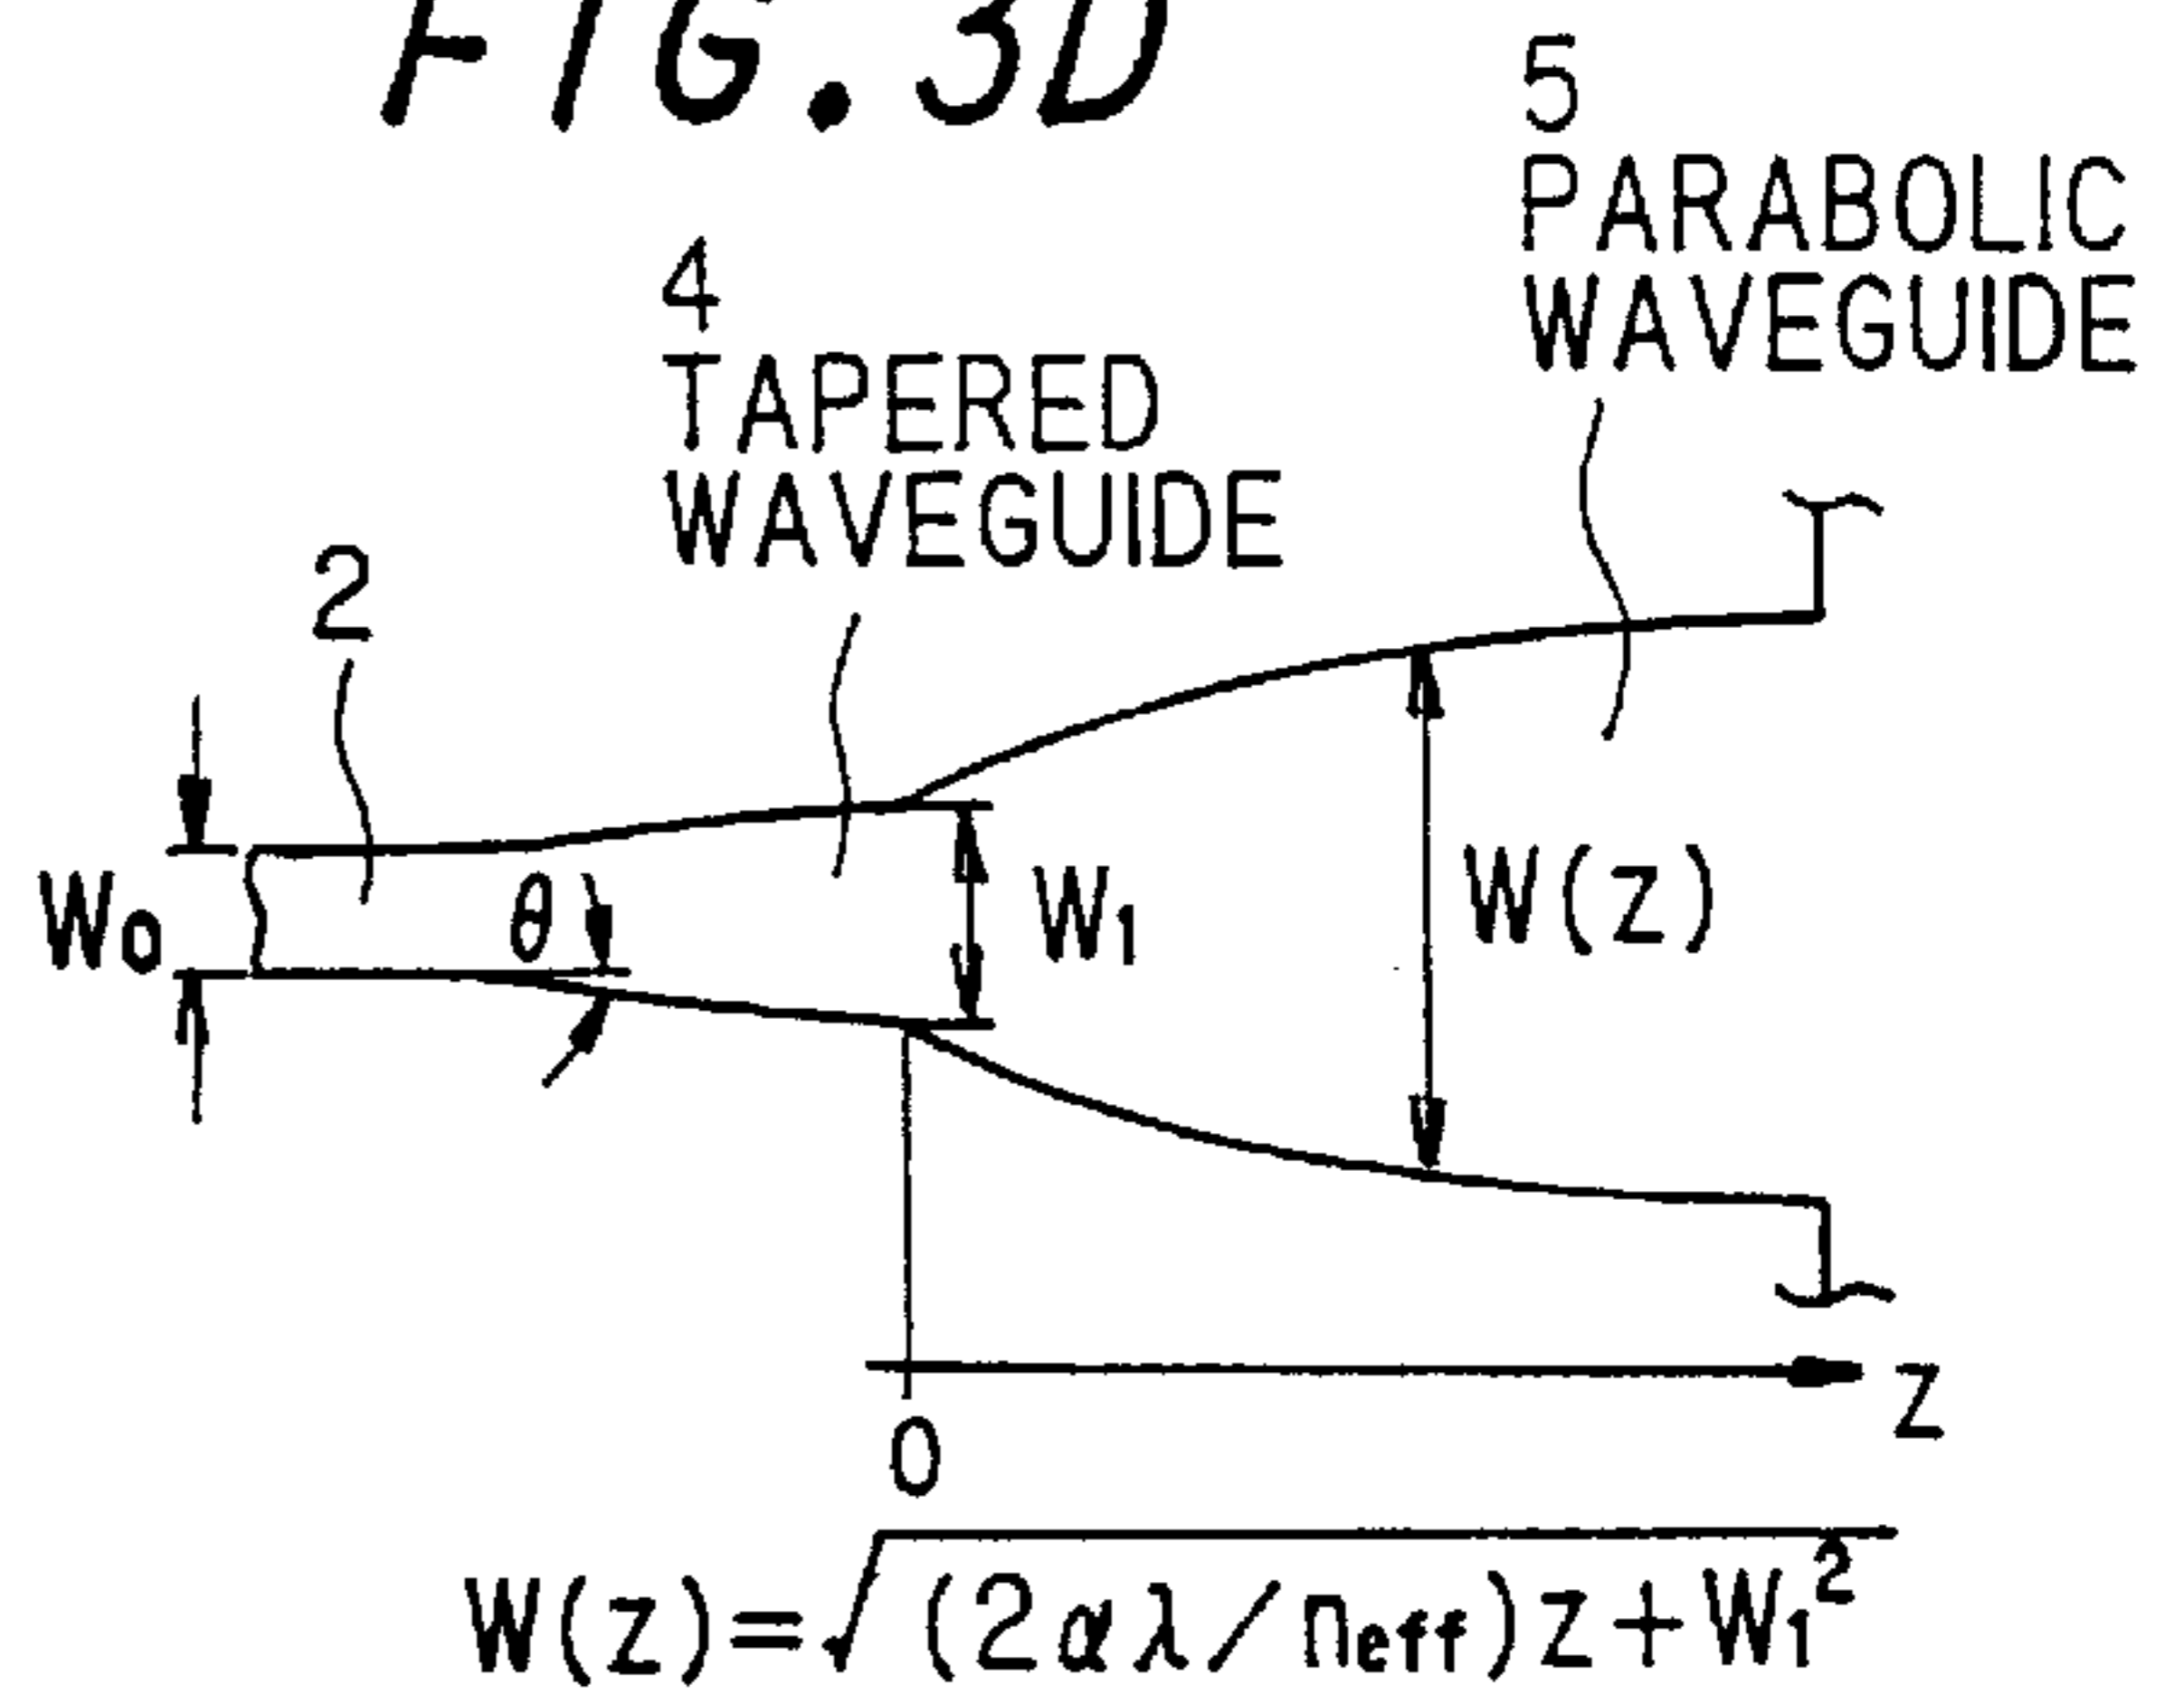 FIG.3D
5
PARABOLIC
WAVEGUIDE
4
TAPERED
WAVEGUIDE
2
W₀
θ
W₁
W(Z)
0
Z
W(Z)=√(2αλ/neff)Z+W₁²